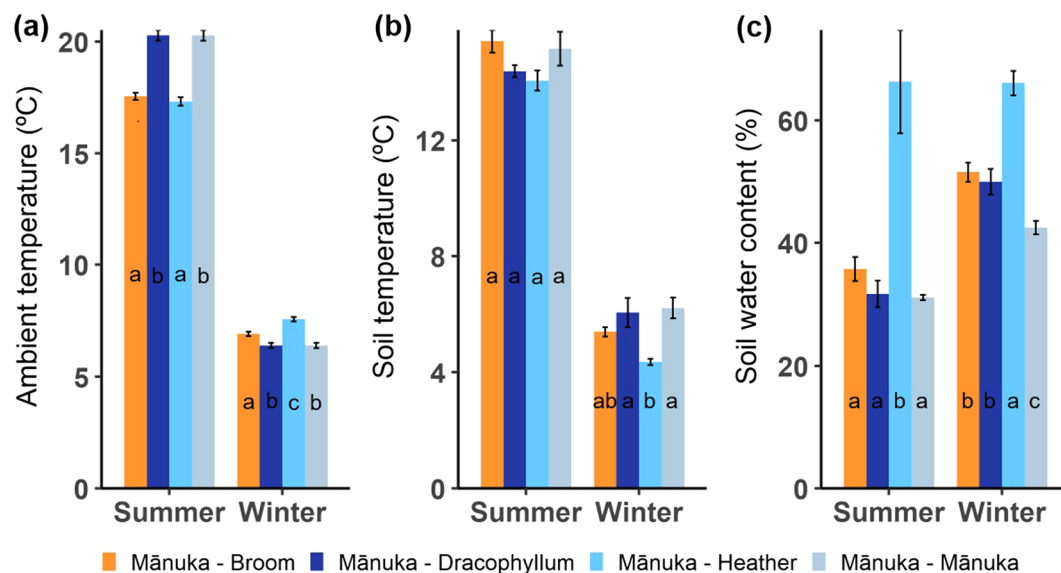 (a)
Ambient temperature (ºC)
20
15
10
5
0
a b a b
a b c b
Summer Winter
(b)
Soil temperature (ºC)
12
8
4
0
a a a a
ab a b a
Summer Winter
(c)
Soil water content (%)
60
40
20
0
a a b a
b b a c
Summer Winter
Mānuka - Broom Mānuka - Dracophyllum Mānuka - Heather Mānuka - Mānuka